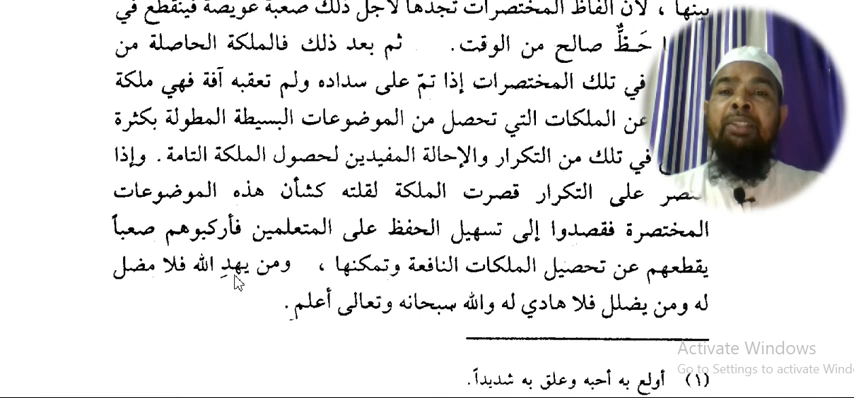 بينها ، لأن ألفاظ المختصرات تجدها لأجل ذلك صعبة عويصة فينقطع في
حَظٌّ صالح من الوقت. ثم بعد ذلك فالملكة الحاصلة من
في تلك المختصرات إذا تمّ على سداده ولم تعقبه آفة فهي ملكة
عن الملكات التي تحصل من الموضوعات البسيطة المطولة بكثرة
في تلك من التكرار والإحالة المفيدين لحصول الملكة التامة. وإذا
على التكرار قصرت الملكة لقلته كشأن هذه الموضوعات
المختصرة فقصدوا إلى تسهيل الحفظ على المتعلمين فأركبوهم صعباً
يقطعهم عن تحصيل الملكات النافعة وتمكنها ، ومن يهدِ الله فلا مضل
له ومن يضلل فلا هادي له والله سبحانه وتعالى أعلم.
(١) أولع به أحبه وعلق به شديداً.
Activate Windows
Go to Settings to activate Wind